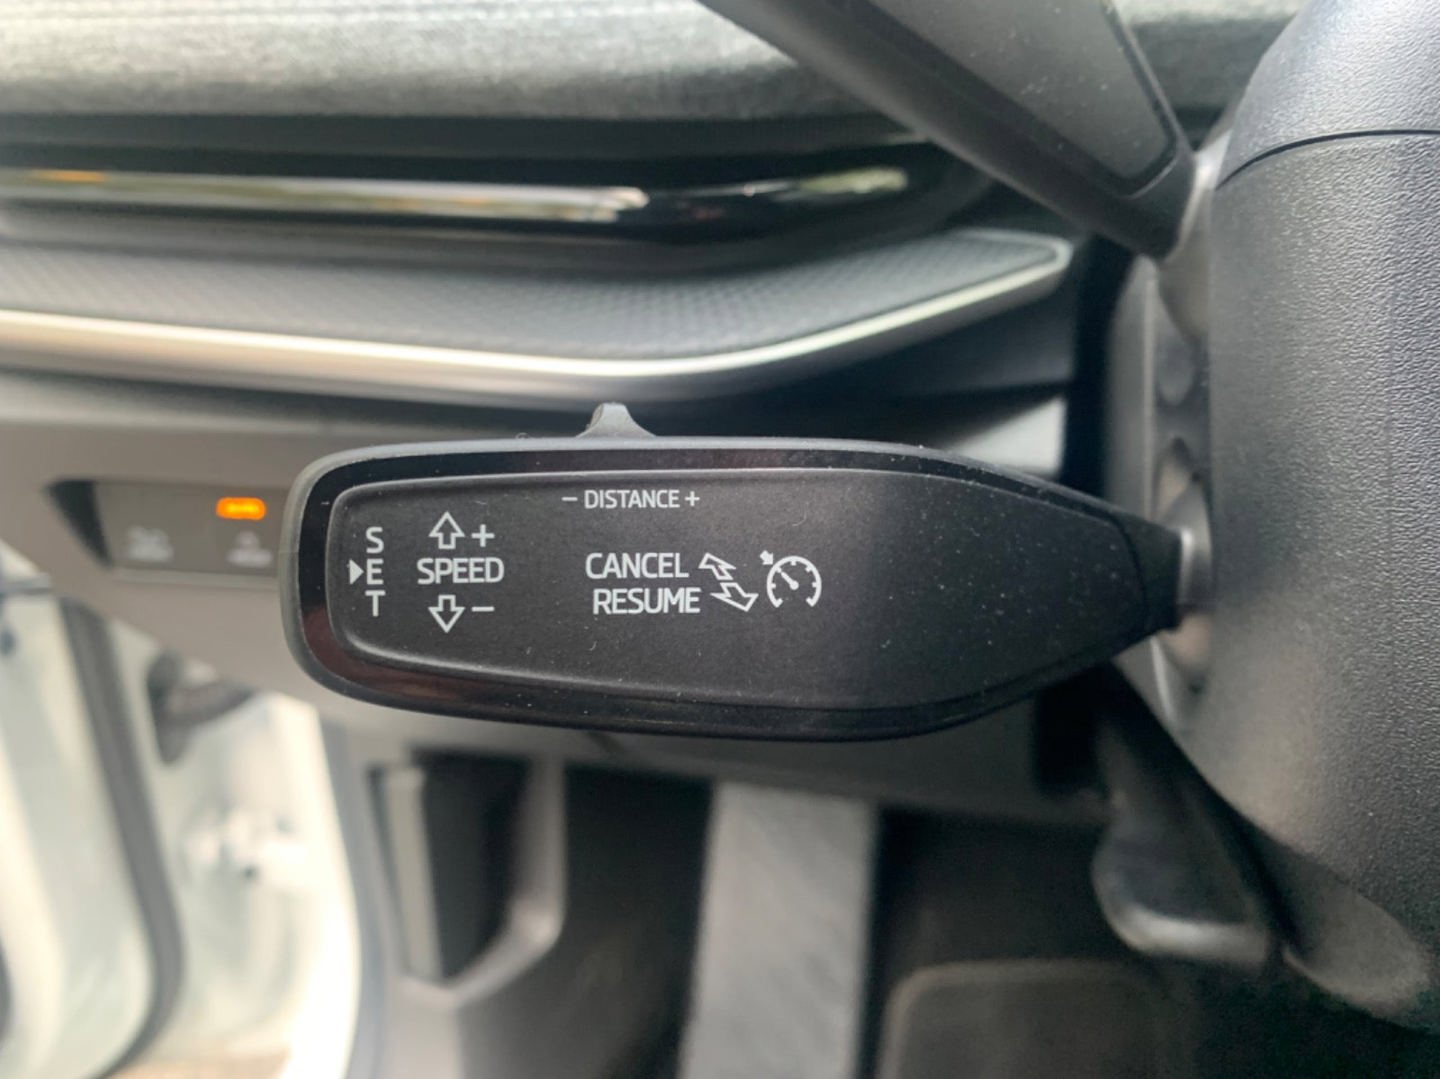 − DISTANCE +
SET
+
SPEED
−
CANCEL
RESUME